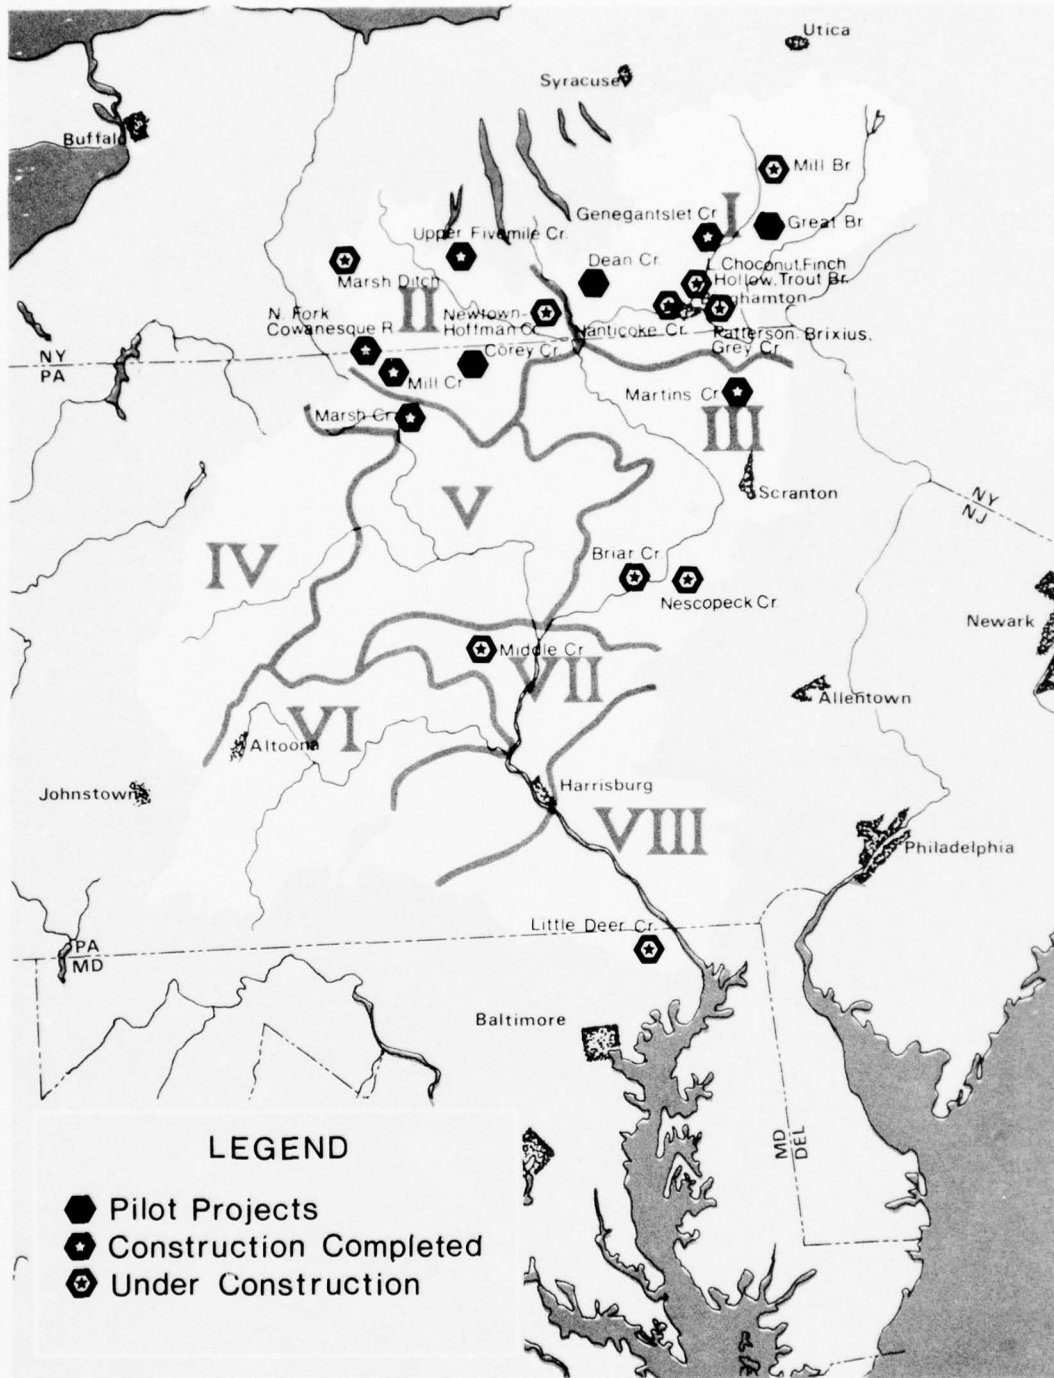 Utica
Syracuse
Buffalo
Mill Br
Genegantslet Cr
I
Great Br.
Upper Fivemile Cr.
Dean Cr.
L. Choconut, Finch
Hollow, Trout Br.
Marsh Ditch
II
Binghamton
N. Fork
Cowanesque R
Newtown-
Hoffman Cr.
Nanticoke Cr.
Patterson. Brixius,
Grey Cr
NY
PA
Corey Cr.
Mill Cr
Martins Cr
Marsh Cr.
III
V
Scranton
NY
NJ
IV
Briar Cr.
Nescopeck Cr.
Newark
Middle Cr
VII
Allentown
VI
Altoona
Johnstown
Harrisburg
VIII
Philadelphia
Little Deer Cr.
PA
MD
Baltimore
MD
DEL
LEGEND
Pilot Projects
Construction Completed
Under Construction